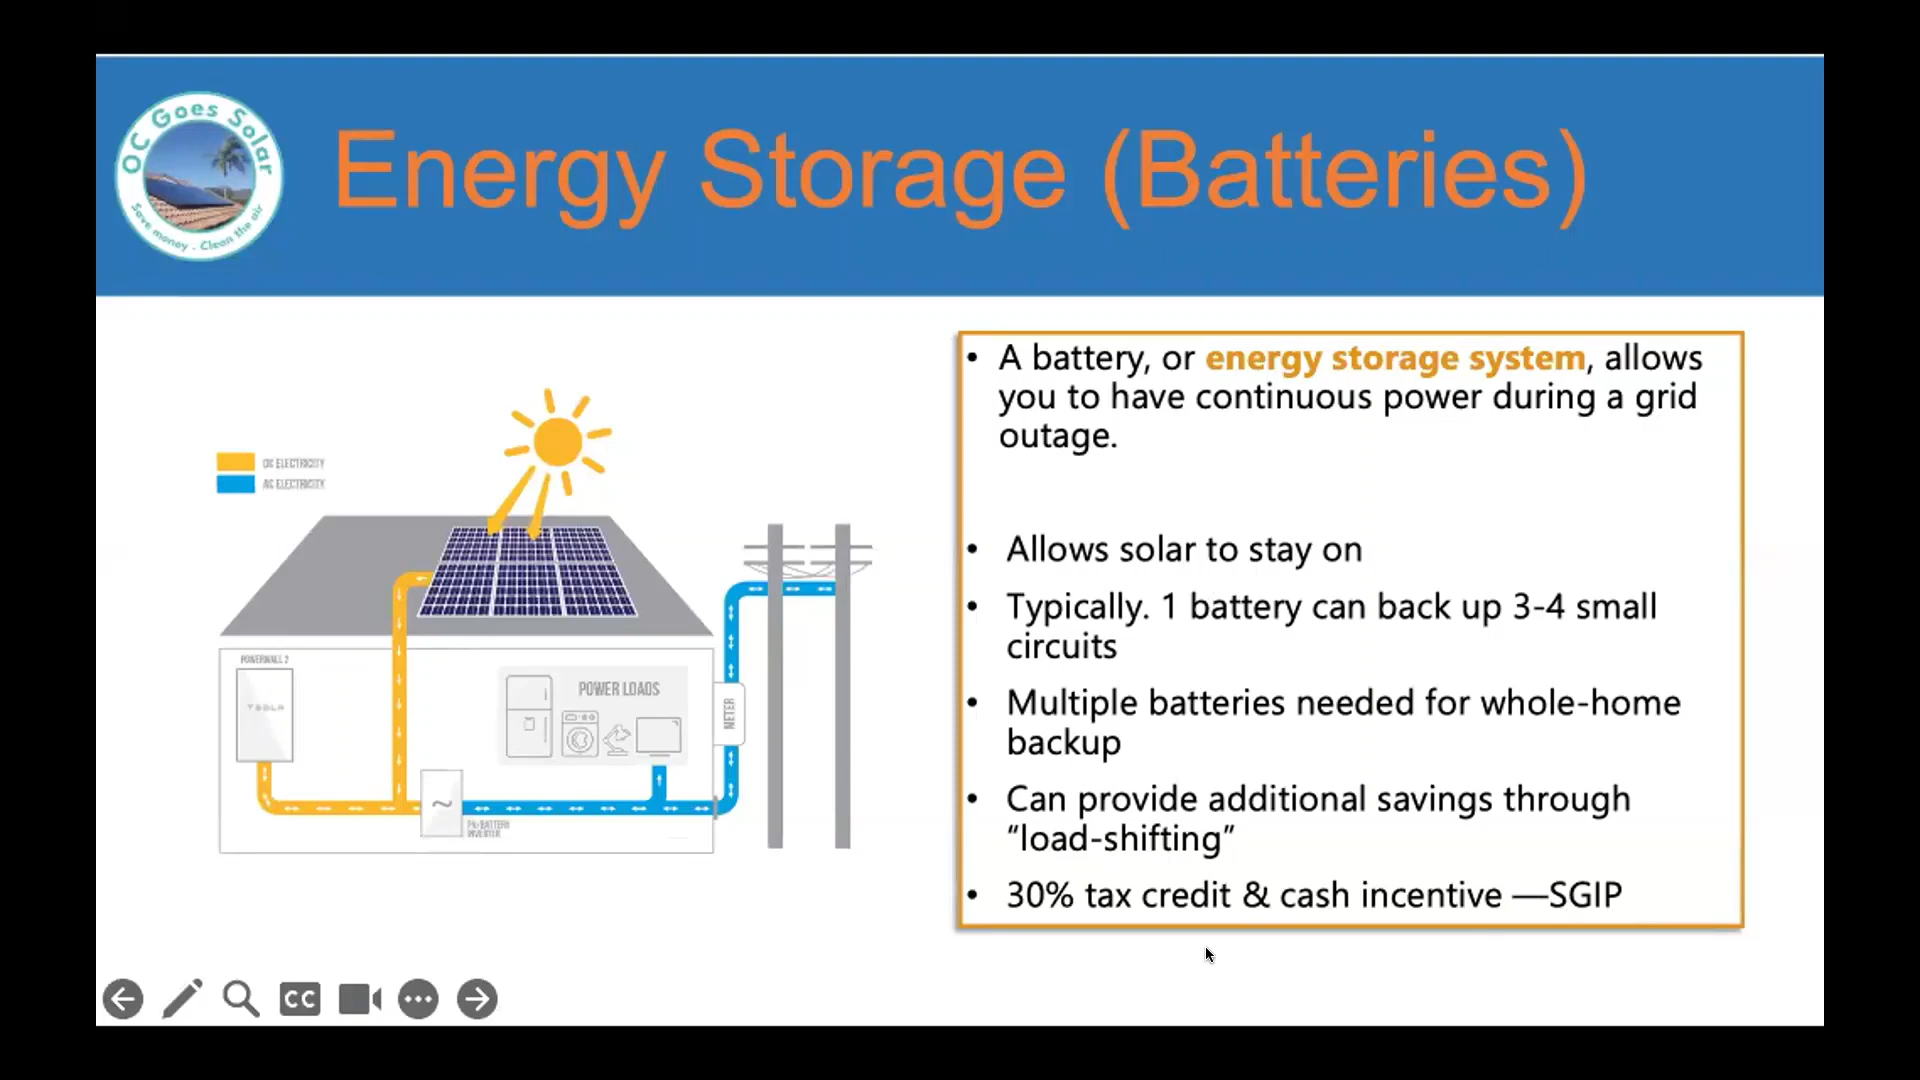 OC Goes Solar
Save money - Clean the air
Energy Storage (Batteries)
DC ELECTRICITY
AC ELECTRICITY
POWERWALL 2
TESLA
POWER LOADS
METER
~
PV/BATTERY
INVERTER
• A battery, or energy storage system, allows
you to have continuous power during a grid
outage.
• Allows solar to stay on
• Typically. 1 battery can back up 3-4 small
circuits
• Multiple batteries needed for whole-home
backup
• Can provide additional savings through
“load-shifting”
• 30% tax credit & cash incentive —SGIP
CC